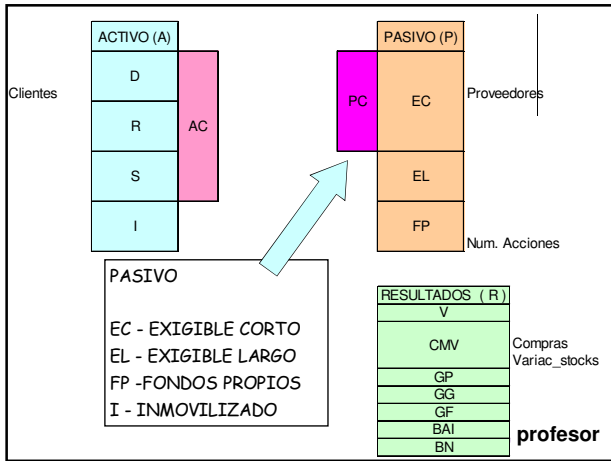 ACTIVO (A)
D
Clientes
R
AC
S
I
PASIVO (P)
PC
EC
Proveedores
EL
FP
Num. Acciones
PASIVO
EC - EXIGIBLE CORTO
EL - EXIGIBLE LARGO
FP -FONDOS PROPIOS
I - INMOVILIZADO
RESULTADOS ( R )
V
CMV
Compras
Variac_stocks
GP
GG
GF
BAI
BN
profesor